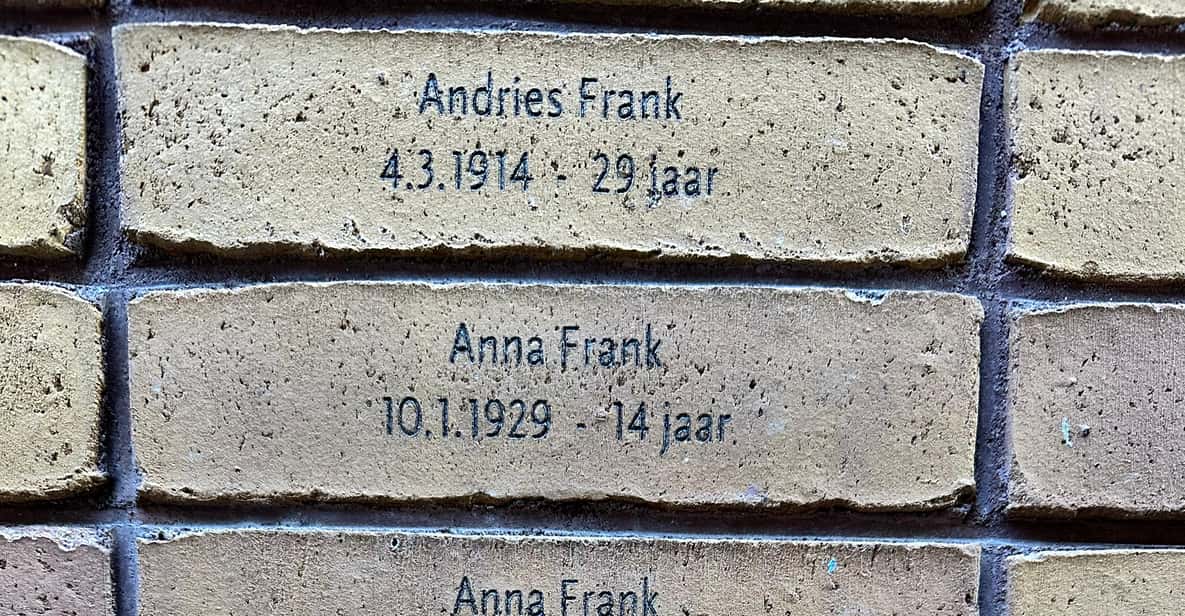 Andries Frank
4.3.1914 - 29 jaar
Anna Frank
10.1.1929 - 14 jaar
Anna Frank